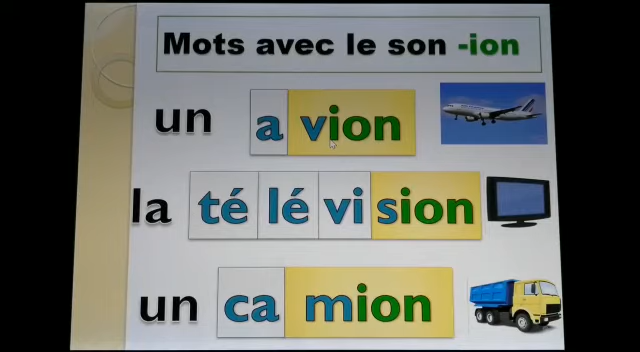 Mots avec le son -ion
un a vion
la té lé vi sion
un ca mion